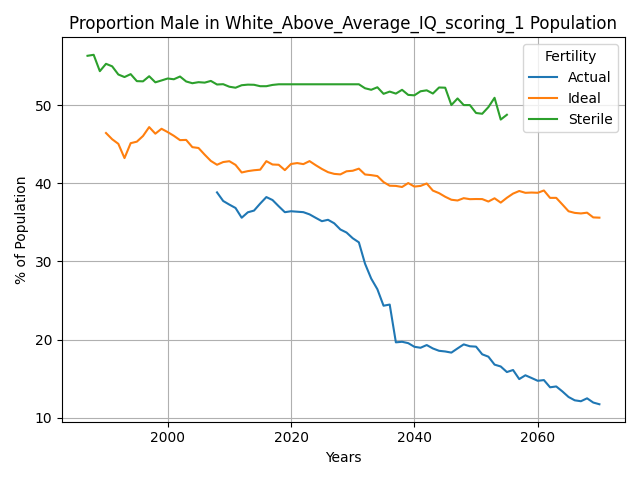 Proportion Male in White_Above_Average_IQ_scoring_1 Population
Fertility
Actual
Ideal
Sterile
% of Population
50
40
30
20
10
2000 2020 2040 2060
Years